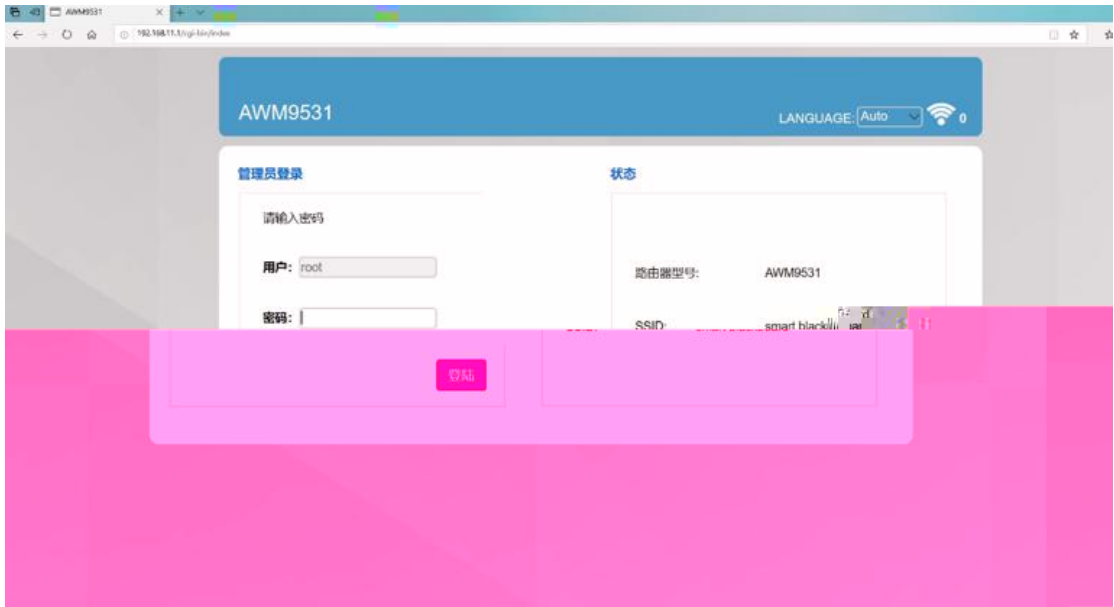 AWM9531
192.168.11.1/cgi-bin/index
AWM9531
LANGUAGE: Auto
0
管理员登录
状态
请输入密码
用户: root
路由器型号: AWM9531
密码:
SSID: smart black
登陆